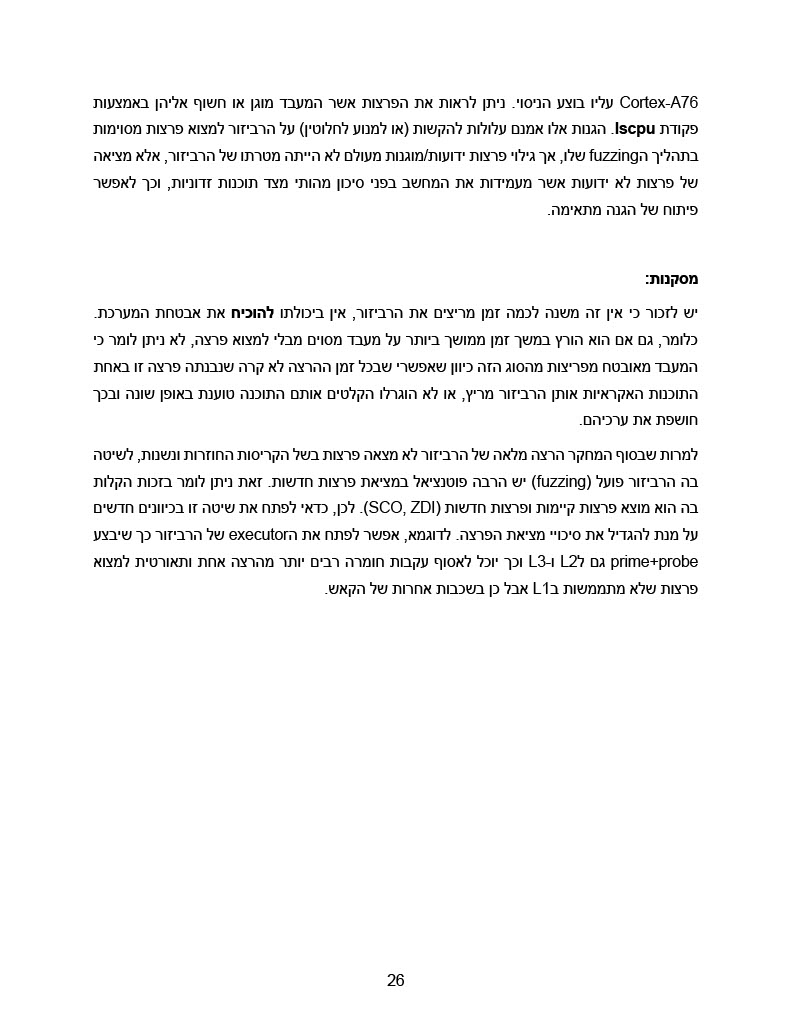 Cortex-A76 עליו בוצע הניסוי. ניתן לראות את הפרצות אשר המעבד מוגן או חשוף אליהן באמצעות
פקודת lscpu. הגנות אלו אמנם עלולות להקשות (או למנוע לחלוטין) על הרביזור למצוא פרצות מסוימות
בתהליך הfuzzing שלו, אך גילוי פרצות ידועות/מוגנות מעולם לא הייתה מטרתו של הרביזור, אלא מציאה
של פרצות לא ידועות אשר מעמידות את המחשב בפני סיכון מהותי מצד תוכנות זדוניות, וכך לאפשר
פיתוח של הגנה מתאימה.
מסקנות:
יש לזכור כי אין זה משנה לכמה זמן מריצים את הרביזור, אין ביכולתו להוכיח את אבטחת המערכת.
כלומר, גם אם הוא הורץ במשך זמן ממושך ביותר על מעבד מסוים מבלי למצוא פרצה, לא ניתן לומר כי
המעבד מאובטח מפריצות מהסוג הזה כיוון שאפשרי שבכל זמן ההרצה לא קרה שנבנתה פרצה זו באחת
התוכנות האקראיות אותן הרביזור מריץ, או לא הוגרלו הקלטים אותם התוכנה טוענת באופן שונה ובכך
חושפת את ערכיהם.
למרות שבסוף המחקר הרצה מלאה של הרביזור לא מצאה פרצות בשל הקריסות החוזרות ונשנות, לשיטה
בה הרביזור פועל (fuzzing) יש הרבה פוטנציאל במציאת פרצות חדשות. זאת ניתן לומר בזכות הקלות
בה הוא מוצא פרצות קיימות ופרצות חדשות (SCO, ZDI). לכן, כדאי לפתח את שיטה זו בכיוונים חדשים
על מנת להגדיל את סיכויי מציאת הפרצה. לדוגמא, אפשר לפתח את הexecutor של הרביזור כך שיבצע
prime+probe גם לL2 ו-L3 וכך יוכל לאסוף עקבות חומרה רבים יותר מהרצה אחת ותאורטית למצוא
פרצות שלא מתממשות בL1 אבל כן בשכבות אחרות של הקאש.
26